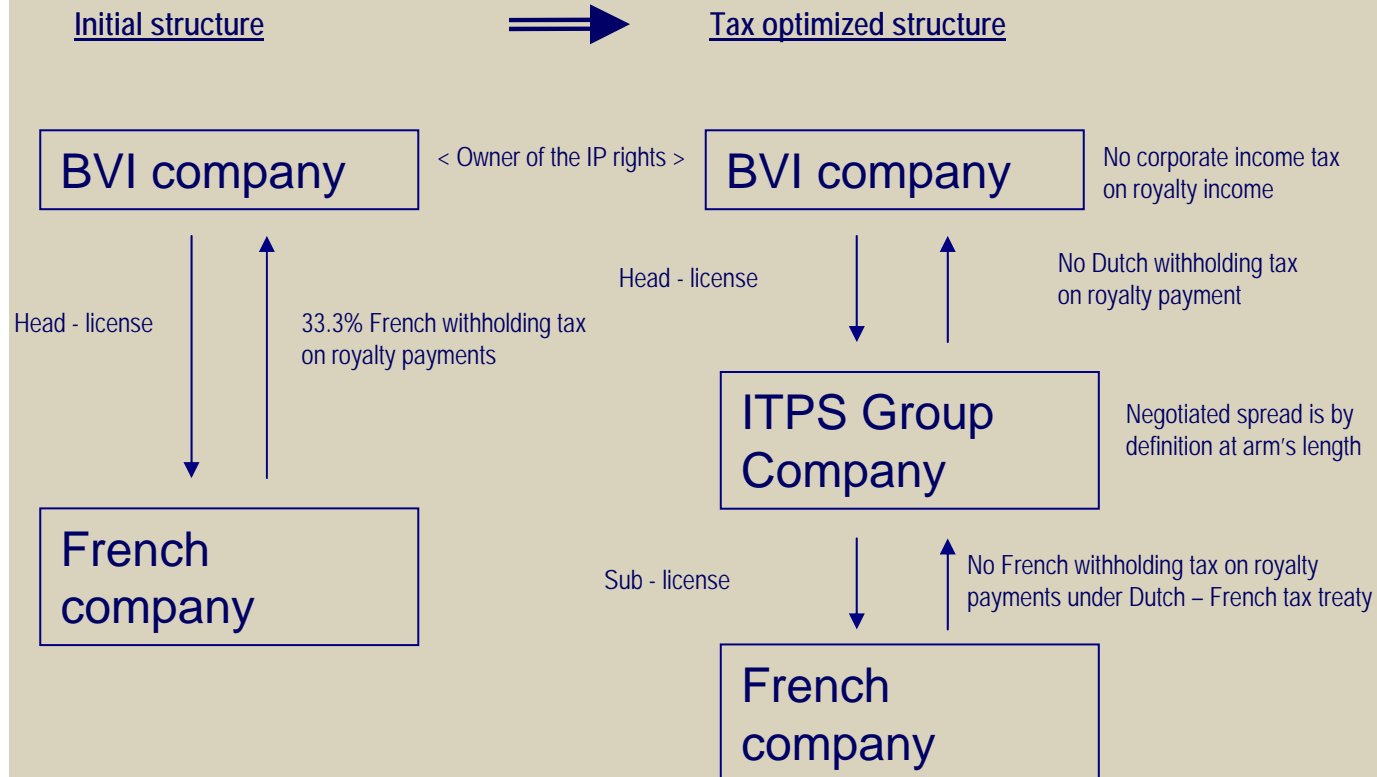 Initial structure
Tax optimized structure
BVI company
< Owner of the IP rights >
BVI company
No corporate income tax
on royalty income
Head - license
33.3% French withholding tax
on royalty payments
Head - license
No Dutch withholding tax
on royalty payment
ITPS Group
Company
Negotiated spread is by
definition at arm's length
French
company
Sub - license
No French withholding tax on royalty
payments under Dutch – French tax treaty
French
company